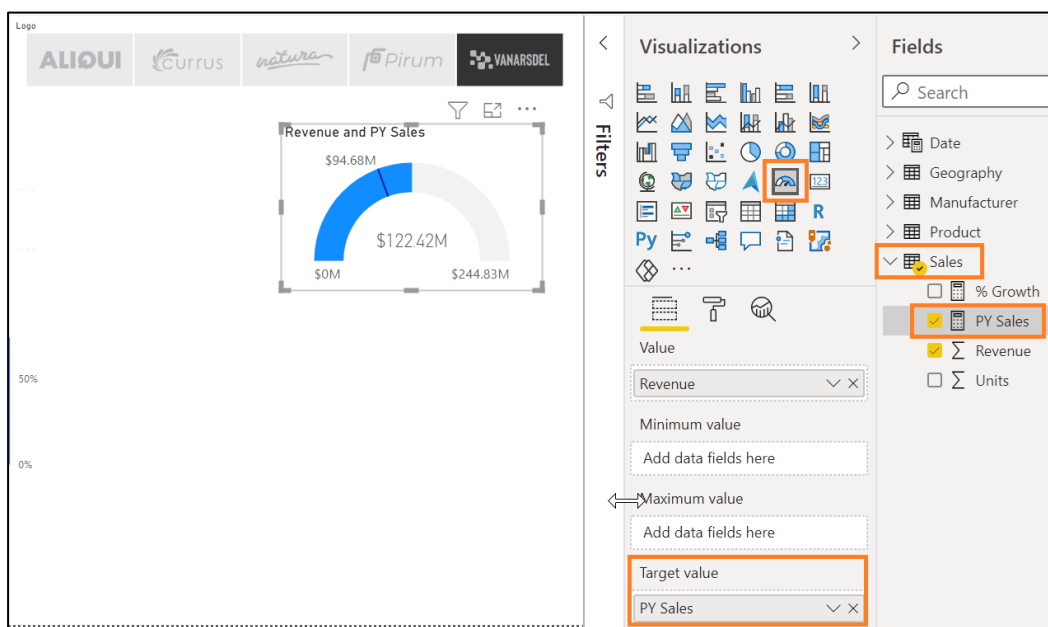 Logo
ALIQUI
Currus
natura
Pirum
VANARSDEL
Revenue and PY Sales
$94.68M
$122.42M
$0M
$244.83M
50%
0%
Filters
Visualizations
123
R
Py
Value
Revenue
Minimum value
Add data fields here
Maximum value
Add data fields here
Target value
PY Sales
Fields
Search
Date
Geography
Manufacturer
Product
Sales
% Growth
PY Sales
Revenue
Units